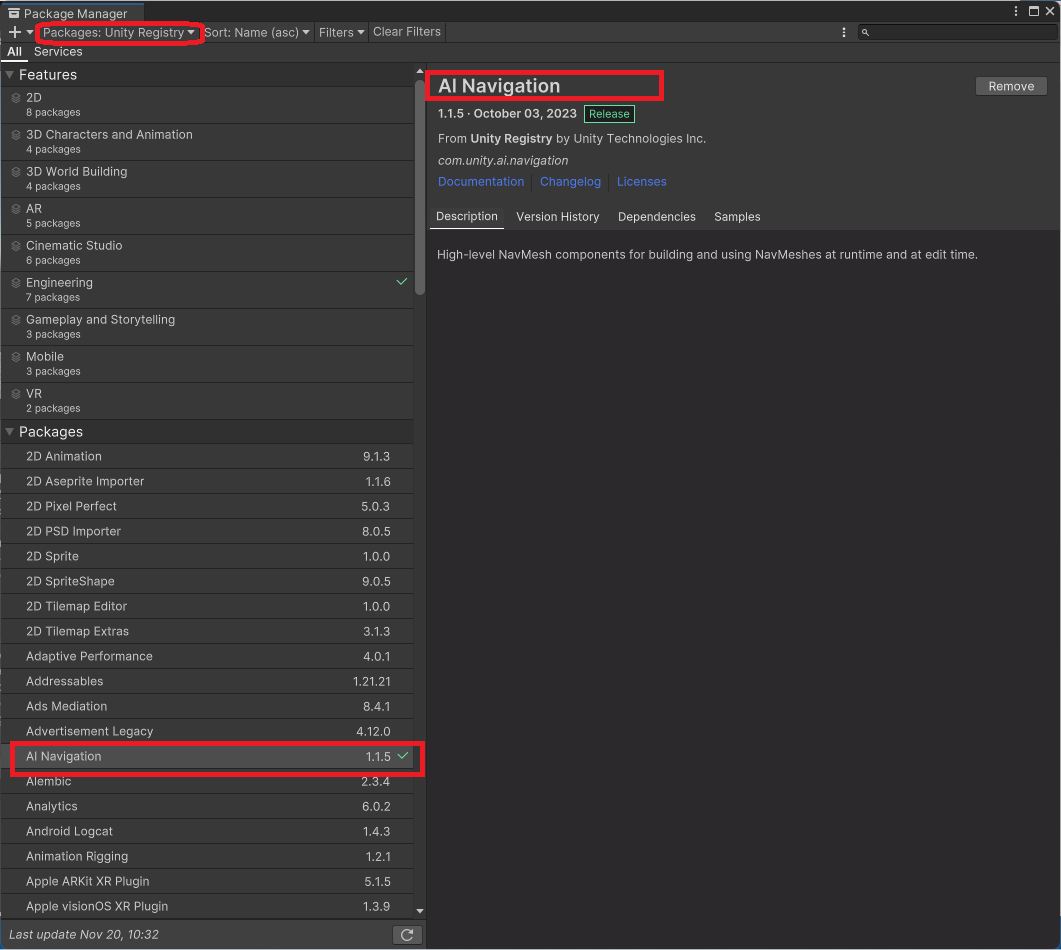 Package Manager
Packages: Unity Registry Sort: Name (asc) Filters Clear Filters
All Services
Features
2D
8 packages
3D Characters and Animation
4 packages
3D World Building
4 packages
AR
5 packages
Cinematic Studio
6 packages
Engineering
7 packages
Gameplay and Storytelling
3 packages
Mobile
3 packages
VR
2 packages
Packages
2D Animation 9.1.3
2D Aseprite Importer 1.1.6
2D Pixel Perfect 5.0.3
2D PSD Importer 8.0.5
2D Sprite 1.0.0
2D SpriteShape 9.0.5
2D Tilemap Editor 1.0.0
2D Tilemap Extras 3.1.3
Adaptive Performance 4.0.1
Addressables 1.21.21
Ads Mediation 8.4.1
Advertisement Legacy 4.12.0
AI Navigation 1.1.5
Alembic 2.3.4
Analytics 6.0.2
Android Logcat 1.4.3
Animation Rigging 1.2.1
Apple ARKit XR Plugin 5.1.5
Apple visionOS XR Plugin 1.3.9
Last update Nov 20, 10:32
AI Navigation
Remove
1.1.5 · October 03, 2023 Release
From Unity Registry by Unity Technologies Inc.
com.unity.ai.navigation
Documentation Changelog Licenses
Description Version History Dependencies Samples
High-level NavMesh components for building and using NavMeshes at runtime and at edit time.